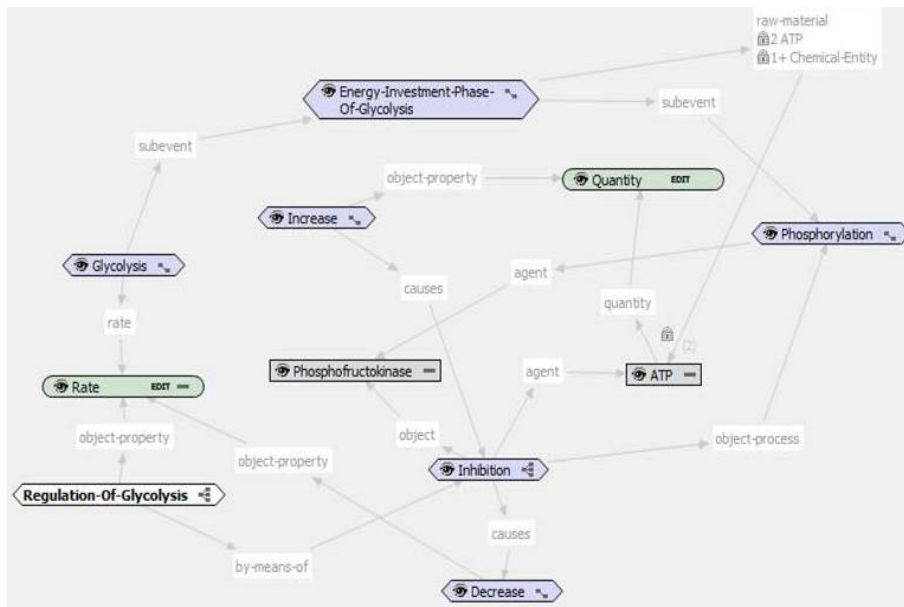 raw-material
2 ATP
1+ Chemical-Entity
Energy-Investment-Phase-
Of-Glycolysis
subevent
subevent
object-property
Quantity EDIT
Increase
Phosphorylation
Glycolysis
agent
causes
quantity
rate
(2)
Phosphofructokinase
agent
ATP
Rate EDIT
object
object-property
object-process
object-property
Inhibition
Regulation-Of-Glycolysis
causes
by-means-of
Decrease